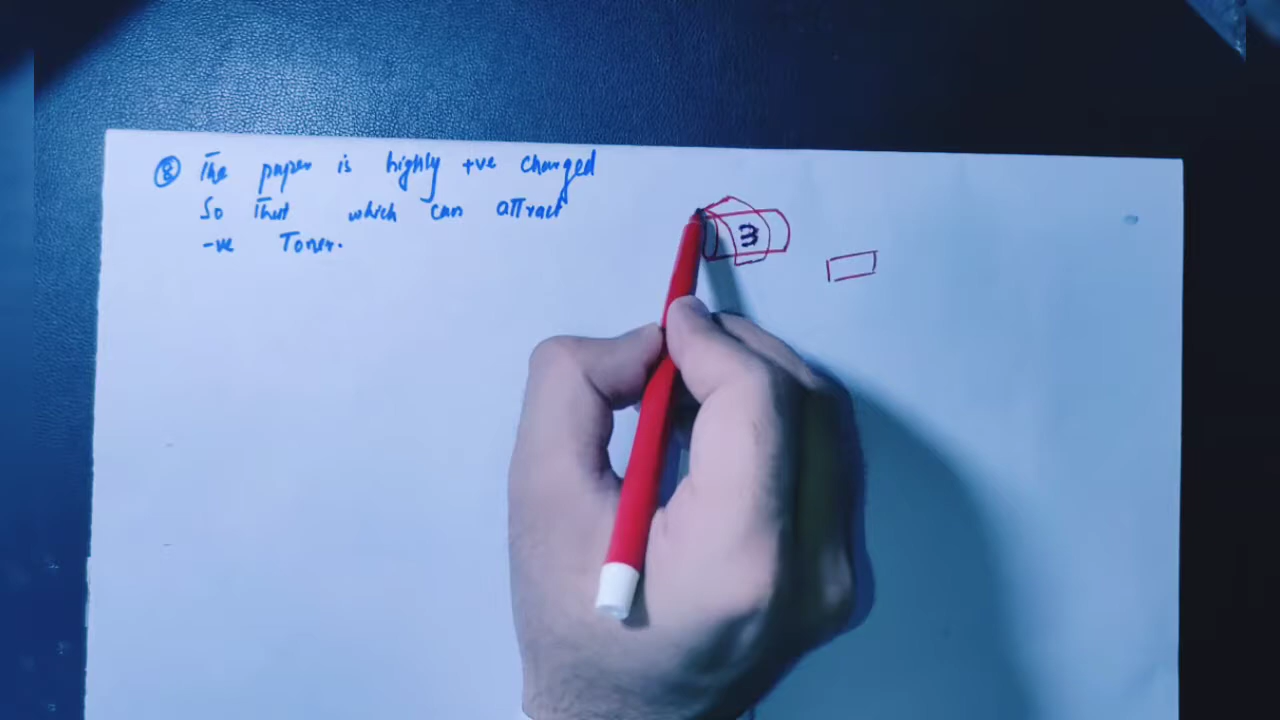 ⑧ The paper is highly +ve charged
So that which can attract
-ve Toner.
3